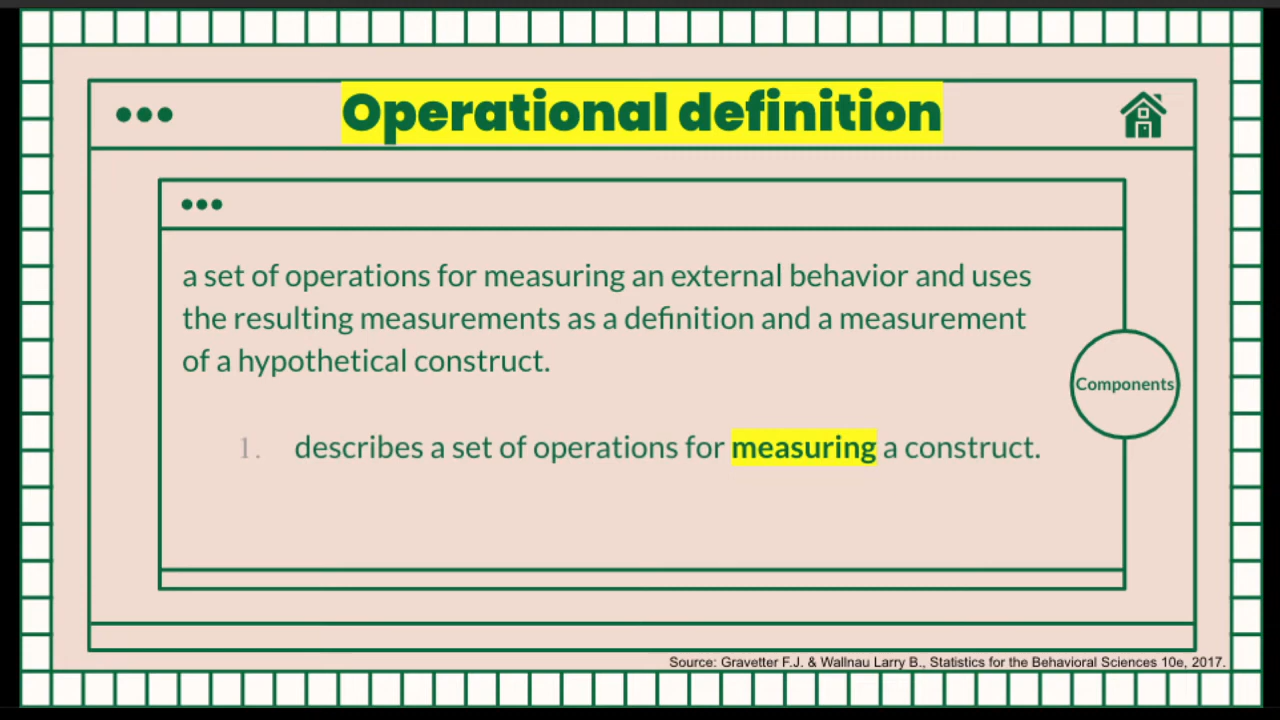 Operational definition
a set of operations for measuring an external behavior and uses
the resulting measurements as a definition and a measurement
of a hypothetical construct.
Components
1. describes a set of operations for measuring a construct.
Source: Gravetter F.J. & Wallnau Larry B., Statistics for the Behavioral Sciences 10e, 2017.